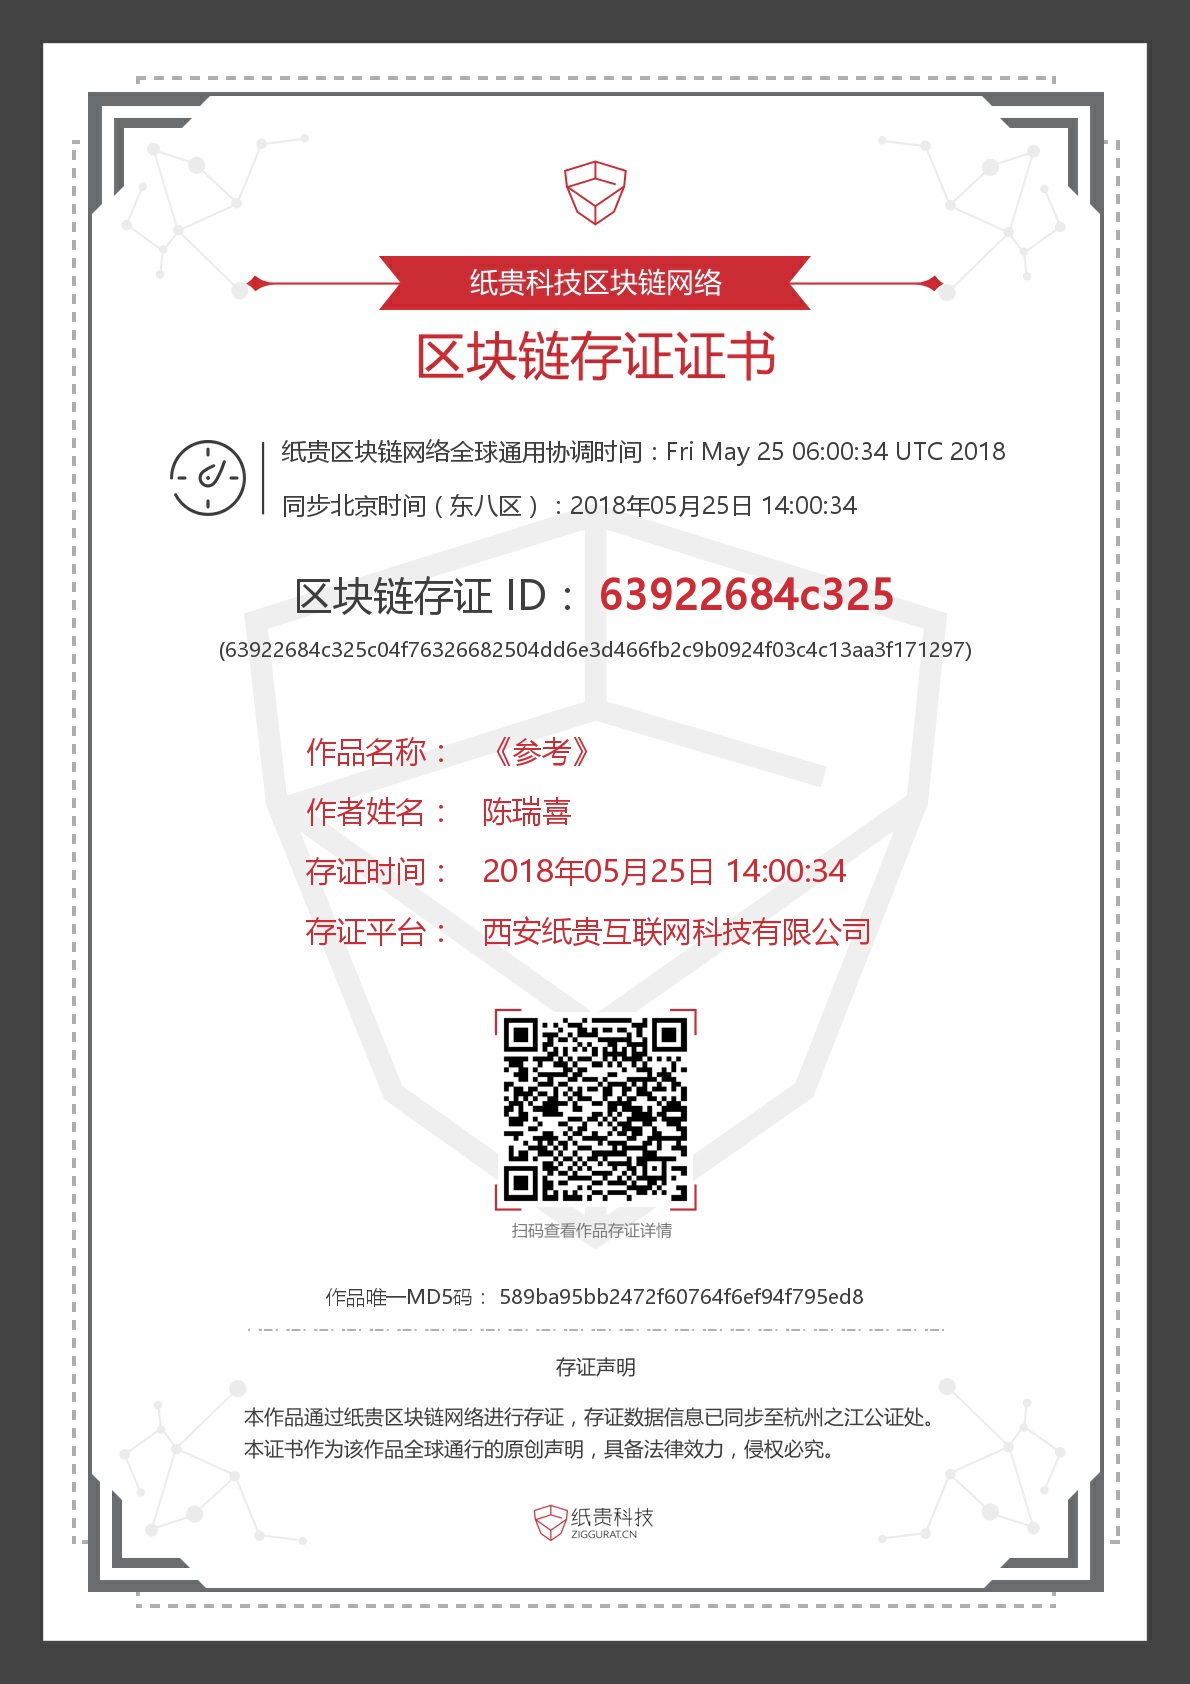 纸贵科技区块链网络
区块链存证证书
纸贵区块链网络全球通用协调时间：Fri May 25 06:00:34 UTC 2018
同步北京时间（东八区）：2018年05月25日 14:00:34
区块链存证 ID： 63922684c325
(63922684c325c04f76326682504dd6e3d466fb2c9b0924f03c4c13aa3f171297)
作品名称： 《参考》
作者姓名： 陈瑞喜
存证时间： 2018年05月25日 14:00:34
存证平台： 西安纸贵互联网科技有限公司
扫码查看作品存证详情
作品唯一MD5码： 589ba95bb2472f60764f6ef94f795ed8
存证声明
本作品通过纸贵区块链网络进行存证，存证数据信息已同步至杭州之江公证处。
本证书作为该作品全球通行的原创声明，具备法律效力，侵权必究。
纸贵科技
ZIGGURAT.CN